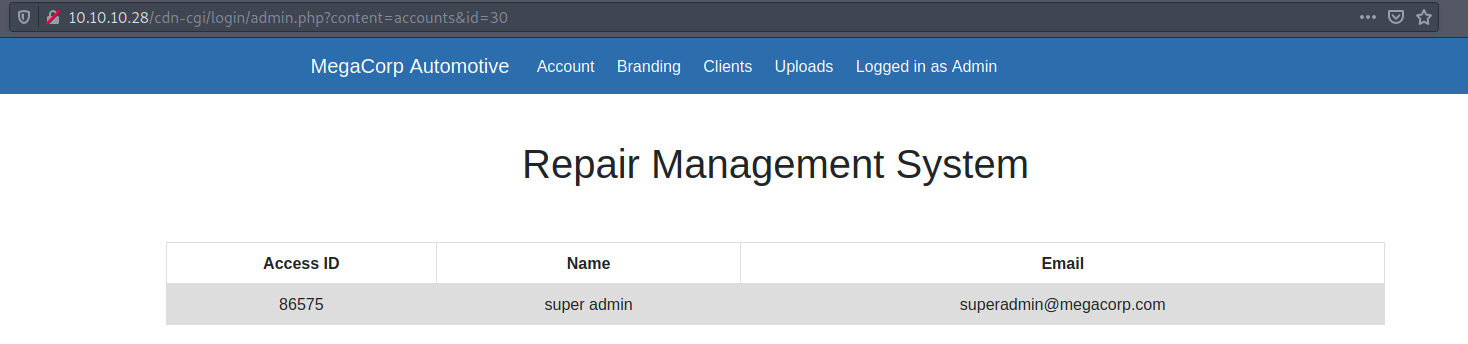 10.10.10.28/cdn-cgi/login/admin.php?content=accounts&id=30
MegaCorp Automotive Account Branding Clients Uploads Logged in as Admin
Repair Management System
Access ID Name Email
86575 super admin superadmin@megacorp.com